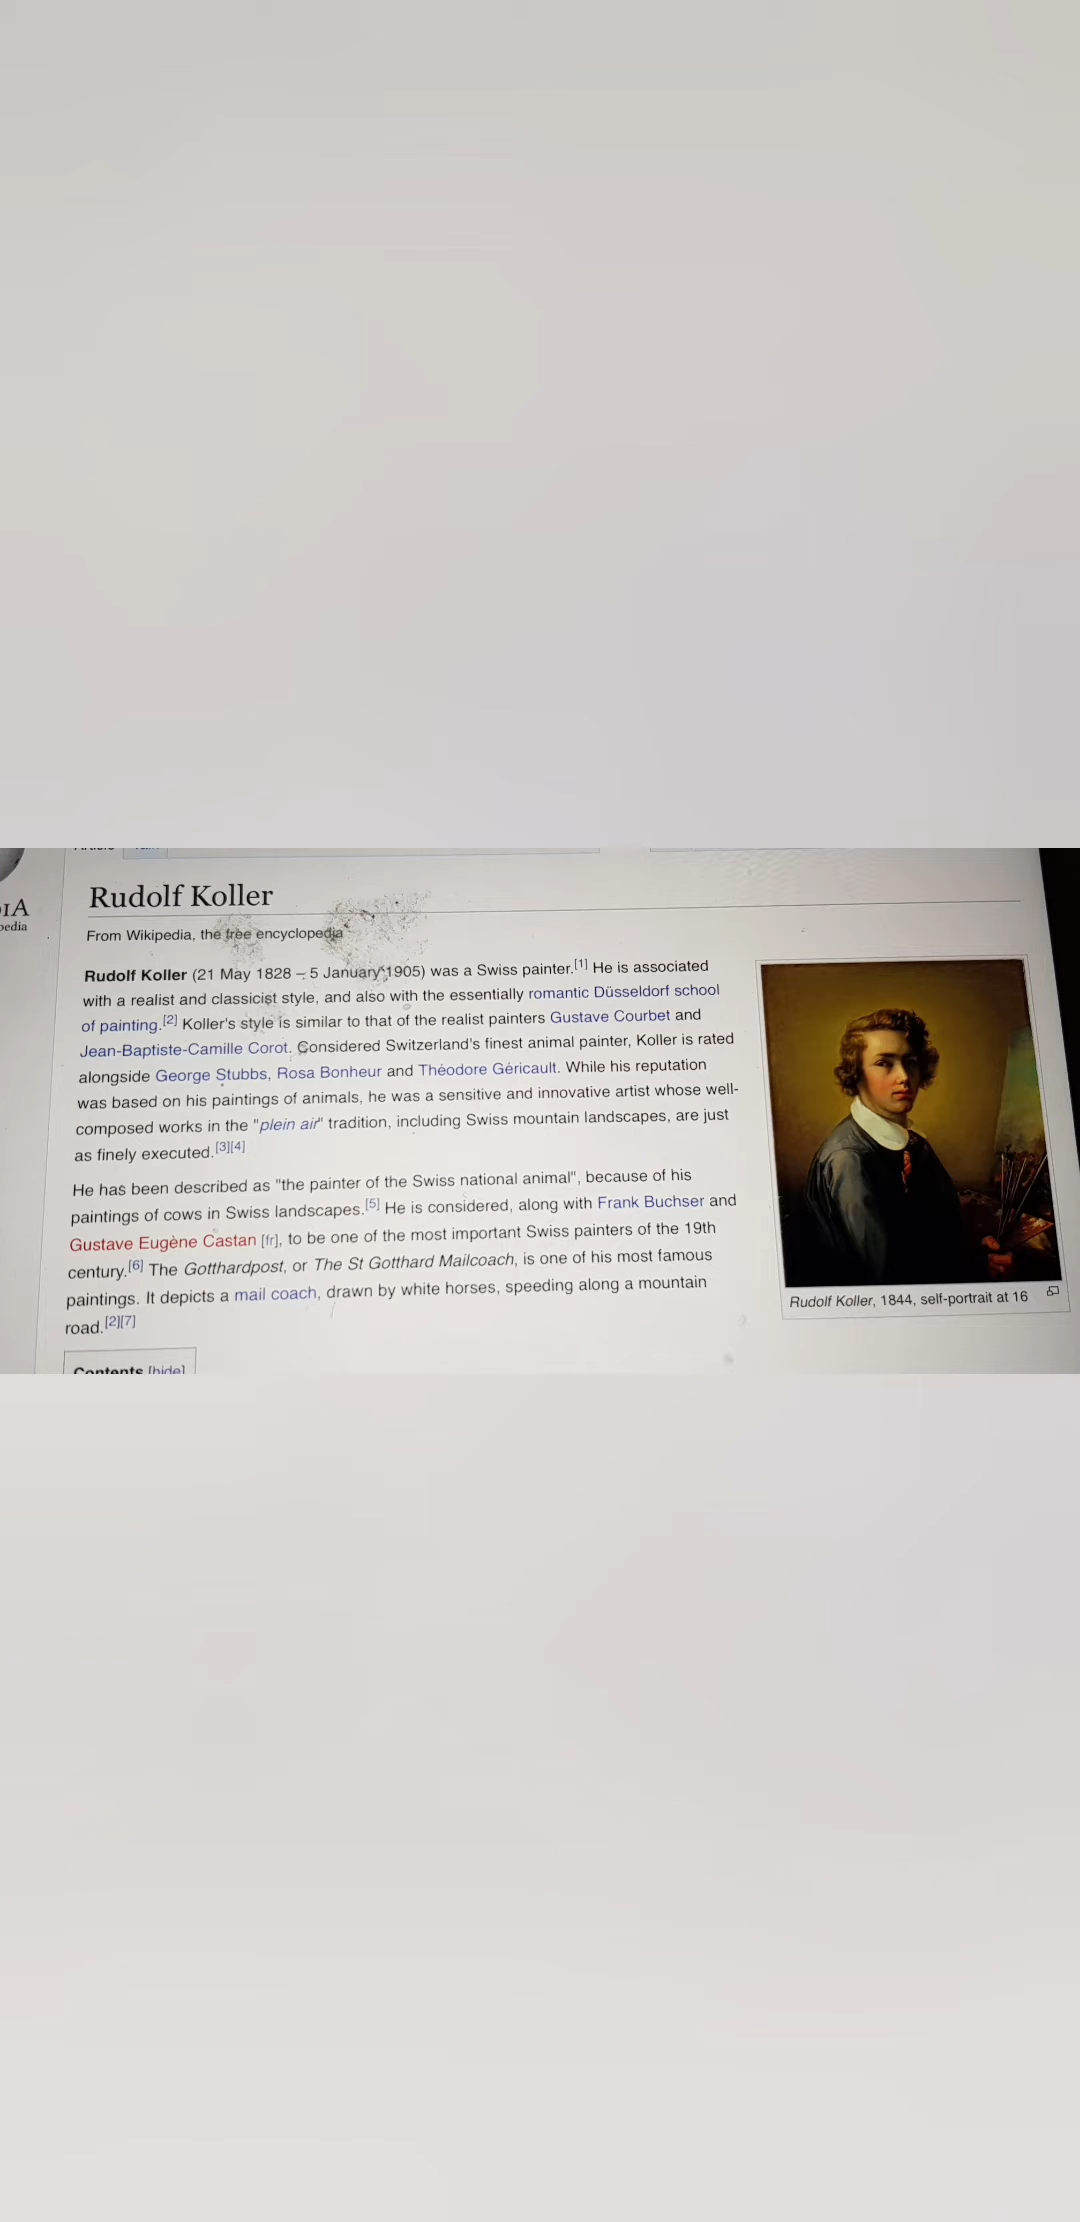 IA
pedia
Rudolf Koller
From Wikipedia, the free encyclopedia
Rudolf Koller (21 May 1828 – 5 January 1905) was a Swiss painter.[1] He is associated
with a realist and classicist style, and also with the essentially romantic Düsseldorf school
of painting.[2] Koller's style is similar to that of the realist painters Gustave Courbet and
Jean-Baptiste-Camille Corot. Considered Switzerland's finest animal painter, Koller is rated
alongside George Stubbs, Rosa Bonheur and Théodore Géricault. While his reputation
was based on his paintings of animals, he was a sensitive and innovative artist whose well-
composed works in the "plein air" tradition, including Swiss mountain landscapes, are just
as finely executed.[3][4]
He has been described as "the painter of the Swiss national animal", because of his
paintings of cows in Swiss landscapes.[5] He is considered, along with Frank Buchser and
Gustave Eugène Castan [fr], to be one of the most important Swiss painters of the 19th
century.[6] The Gotthardpost, or The St Gotthard Mailcoach, is one of his most famous
paintings. It depicts a mail coach, drawn by white horses, speeding along a mountain
road.[2][7]
Rudolf Koller, 1844, self-portrait at 16
Contents [hide]